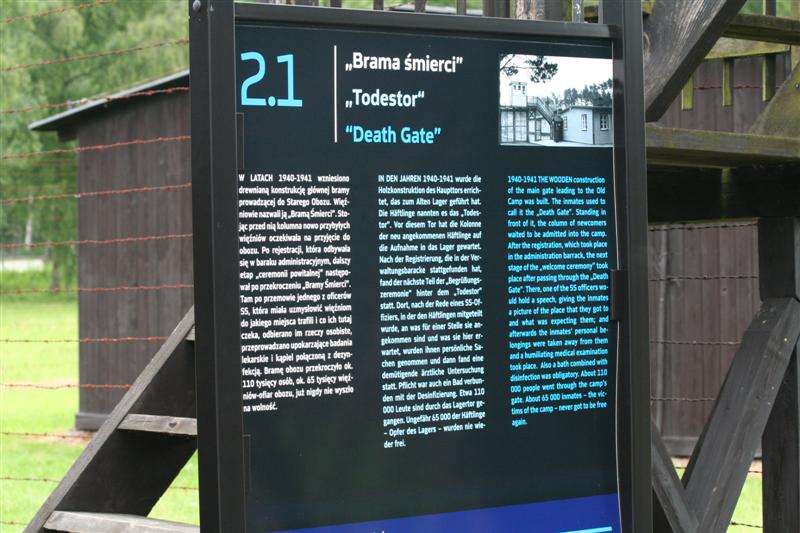 2.1
„Brama śmierci”
„Todestor“
“Death Gate”
W LATACH 1940-1941 wzniesiono
drewnianą konstrukcję głównej bramy
prowadzącej do Starego Obozu. Więź-
niowie nazwali ją „Bramą Śmierci”. Sto-
jąc przed nią kolumna nowo przybyłych
więźniów oczekiwała na przyjęcie do
obozu. Po rejestracji, która odbywała
się w baraku administracyjnym, dalszy
etap „ceremonii powitalnej” następo-
wał po przekroczeniu „Bramy Śmierci”.
Tam po przemowie jednego z oficerów
SS, która miała uzmysłowić więźniom
do jakiego miejsca trafili i co ich tutaj
czeka, odbierano im rzeczy osobiste,
przeprowadzano upokarzające badania
lekarskie i kąpiel połączoną z dezyn-
fekcją. Bramę obozu przekroczyło ok.
110 tysięcy osób, ok. 65 tysięcy więź-
niów-ofiar obozu, już nigdy nie wyszło
na wolność.
IN DEN JAHREN 1940-1941 wurde die
Holzkonstruktion des Haupttors errich-
tet, das zum Alten Lager geführt hat.
Die Häftlinge nannten es das „Todes-
tor“. Vor diesem Tor hat die Kolonne
der neu angekommenen Häftlinge auf
die Aufnahme in das Lager gewartet.
Nach der Registrierung, die in der Ver-
waltungsbaracke stattgefunden hat,
fand der nächste Teil der „Begrüßungs-
zeremonie“ hinter dem „Todestor“
statt. Dort, nach der Rede eines SS-Of-
fiziers, in der den Häftlingen mitgeteilt
wurde, an was für einer Stelle sie an-
gekommen sind und was sie hier er-
wartet, wurden ihnen persönliche Sa-
chen genommen und dann fand eine
demütigende ärztliche Untersuchung
statt. Pflicht war auch ein Bad verbun-
den mit der Desinfizierung. Etwa 110
000 Leute sind durch das Lagertor ge-
gangen. Ungefähr 65 000 der Häftlinge
– Opfer des Lagers – wurden nie wie-
der frei.
1940-1941 THE WOODEN construction
of the main gate leading to the Old
Camp was built. The inmates used to
call it the „Death Gate”. Standing in
front of it, the column of newcomers
waited to be admitted into the camp.
After the registration, which took place
in the administration barrack, the next
stage of the „welcome ceremony” took
place after passing through the „Death
Gate”. There, one of the SS officers wo-
uld hold a speech, giving the inmates
a picture of the place that they got to
and what was expecting them; and
afterwards the inmates’ personal be-
longings were taken away from them
and a humiliating medical examination
took place. Also a bath combined with
disinfection was obligatory. About 110
000 people went through the camp’s
gate. About 65 000 inmates – the vic-
tims of the camp – never got to be free
again.